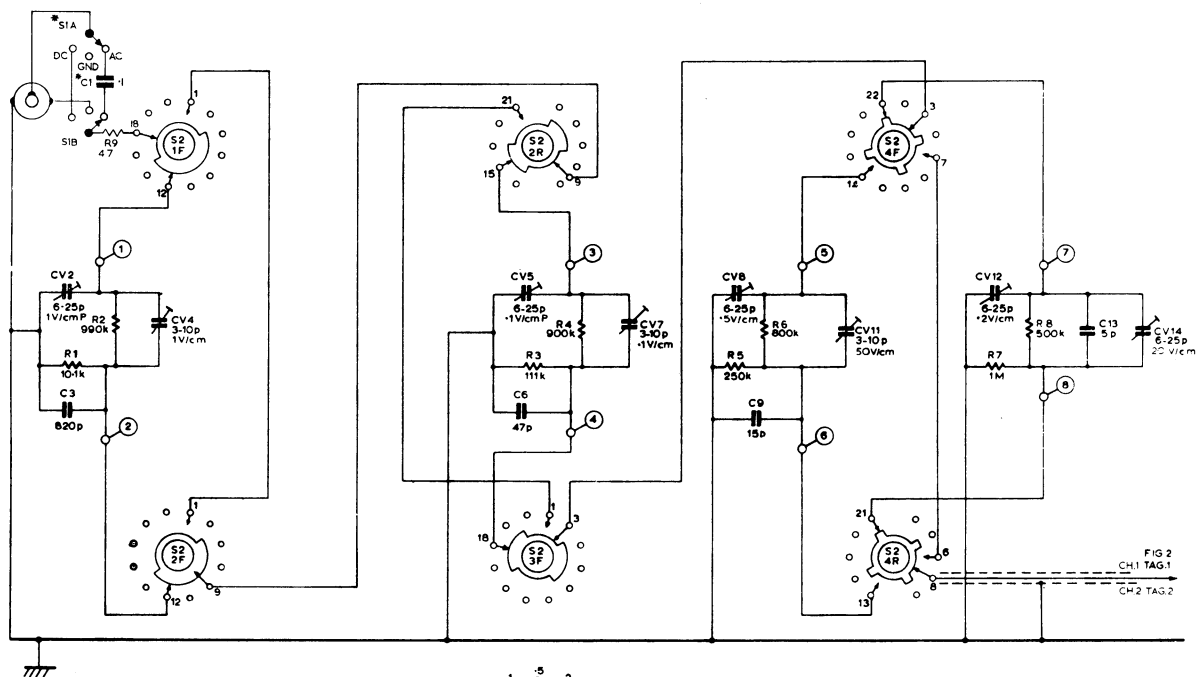 *S1A
DC
AC
GND
*C1
·1
S1B
R9
47
18
1
S2
1F
12
1
CV2
6-25p
1V/cmP
R2
990k
CV4
3-10p
1V/cm
R1
10·1k
C3
820p
2
1
S2
2F
12
9
21
S2
2R
15
9
3
CV5
6-25p
·1V/cmP
R4
900k
CV7
3-10p
·1V/cm
R3
111k
C6
47p
4
1
3
18
S2
3F
22
3
S2
4F
7
14
5
CV8
6-25p
·5V/cm
R6
800k
CV11
3-10p
50V/cm
R5
250k
C9
15p
6
21
S2
4R
6
8
13
7
CV12
6-25p
·2V/cm
R8
500k
C13
5p
CV14
6-25p
20 V/cm
R7
1M
8
FIG 2
CH.1 TAG.1
CH.2 TAG.2
1 ·5 2